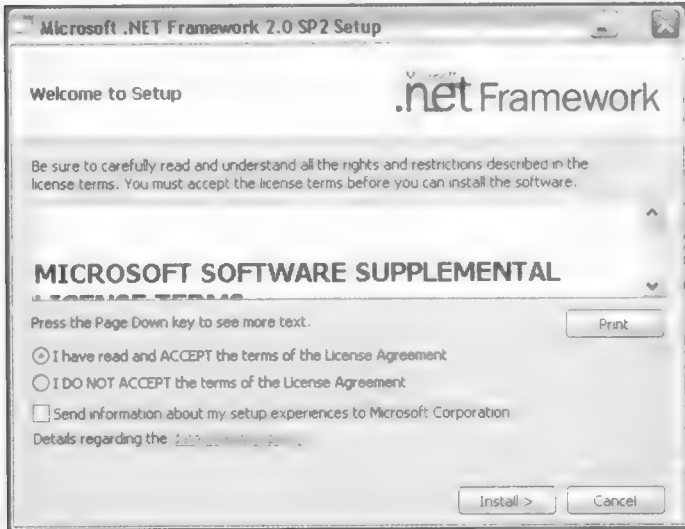 Microsoft .NET Framework 2.0 SP2 Setup
Welcome to Setup
.net Framework
Be sure to carefully read and understand all the rights and restrictions described in the
license terms. You must accept the license terms before you can install the software.
MICROSOFT SOFTWARE SUPPLEMENTAL
LICENSE TERMS
Press the Page Down key to see more text.
Print
I have read and ACCEPT the terms of the License Agreement
I DO NOT ACCEPT the terms of the License Agreement
Send information about my setup experiences to Microsoft Corporation
Details regarding the
Install >
Cancel